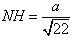 NH = a/√22